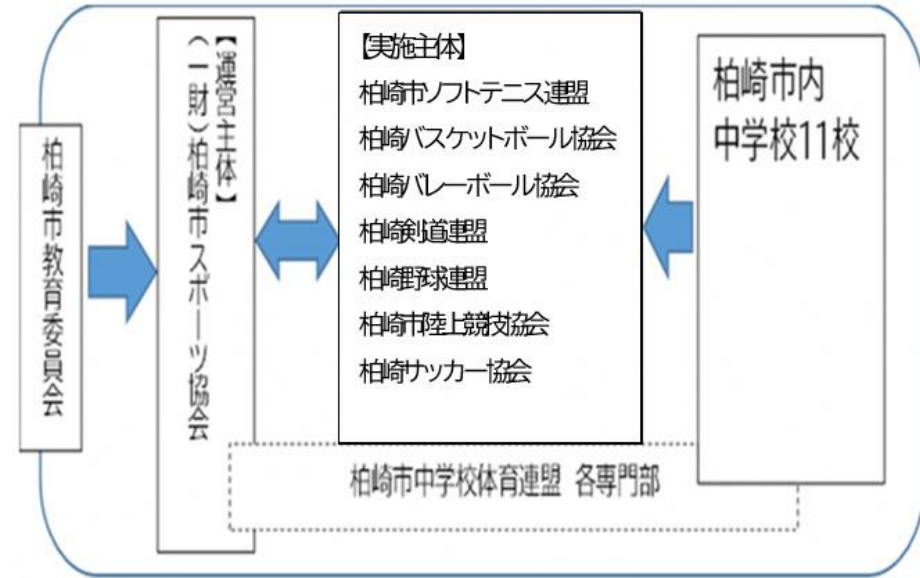 柏崎市教育委員会
【運営主体】
(一財)柏崎市スポーツ協会
【実施主体】
柏崎市ソフトテニス連盟
柏崎バスケットボール協会
柏崎バレーボール協会
柏崎剣道連盟
柏崎野球連盟
柏崎市陸上競技協会
柏崎サッカー協会
柏崎市内
中学校11校
柏崎市中学校体育連盟 各専門部